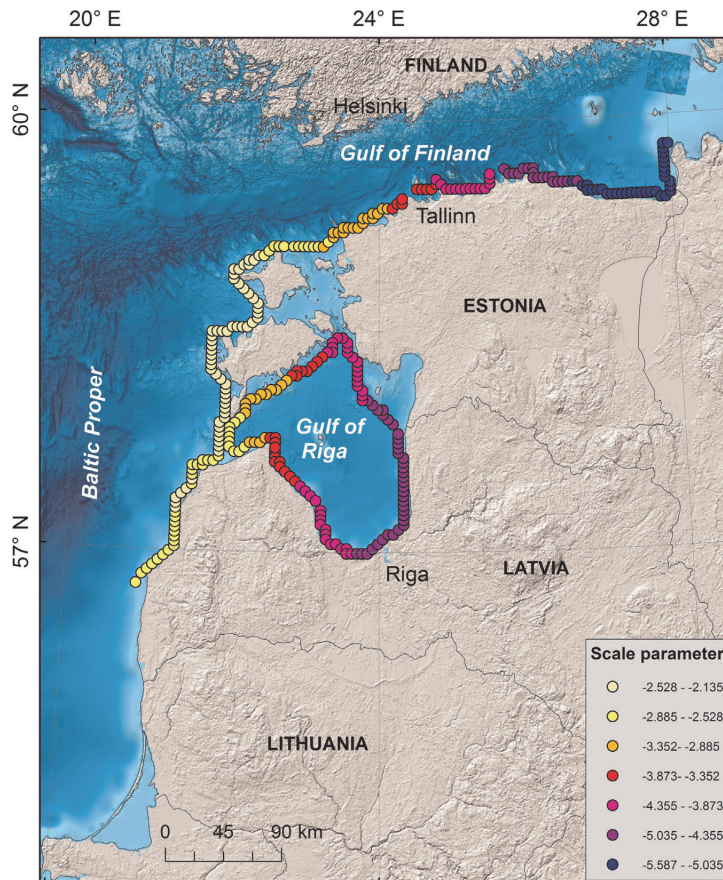 20° E
24° E
28° E
FINLAND
60° N
Helsinki
Gulf of Finland
Tallinn
ESTONIA
Baltic Proper
Gulf of
Riga
57° N
Riga
LATVIA
LITHUANIA
0 45 90 km
Scale parameter
-2.528 - -2.135
-2.885 - -2.528
-3.352 - -2.885
-3.873 - -3.352
-4.355 - -3.873
-5.035 - -4.355
-5.587 - -5.035